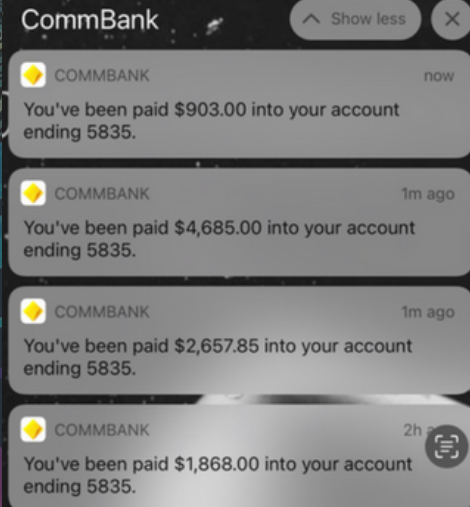 CommBank
Show less
COMMBANK
now
You've been paid $903.00 into your account
ending 5835.
COMMBANK
1m ago
You've been paid $4,685.00 into your account
ending 5835.
COMMBANK
1m ago
You've been paid $2,657.85 into your account
ending 5835.
COMMBANK
2h
You've been paid $1,868.00 into your account
ending 5835.